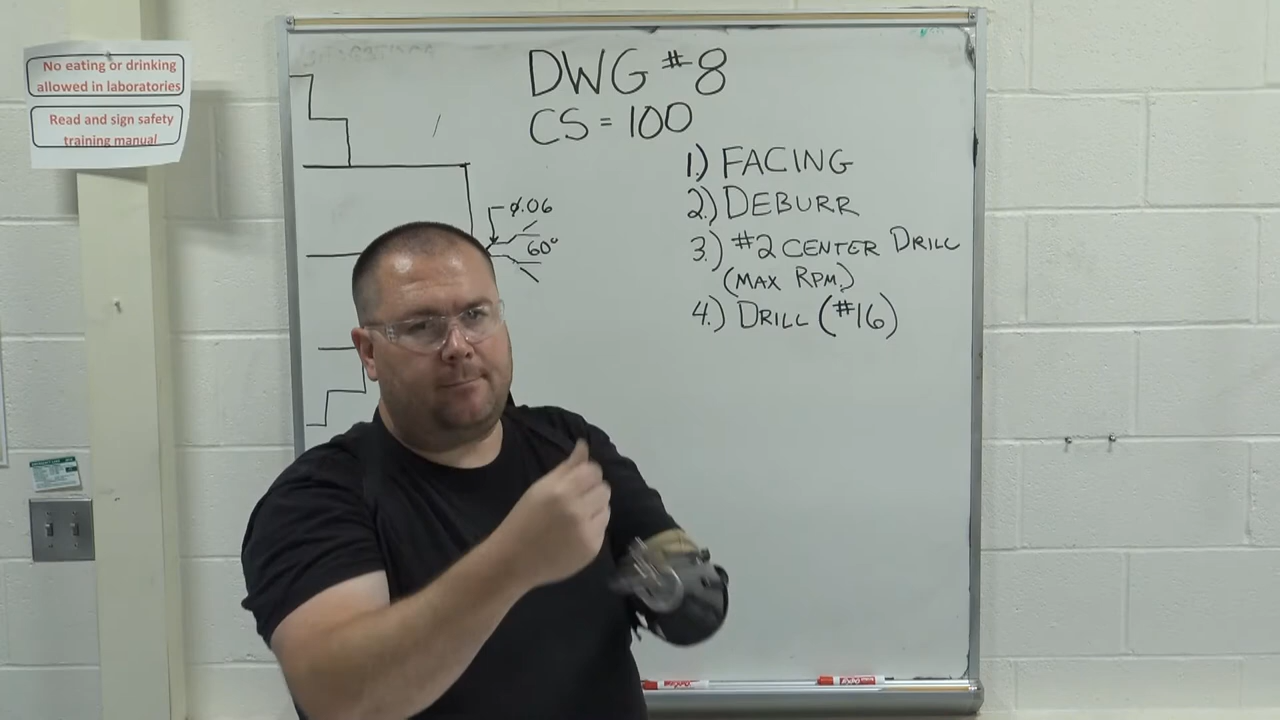 No eating or drinking
allowed in laboratories
Read and sign safety
training manual
DWG #8
CS = 100
1.) FACING
2.) DEBURR
3.) #2 CENTER DRILL
(MAX RPM.)
4.) DRILL (#16)
ø.06
60°
EXPO